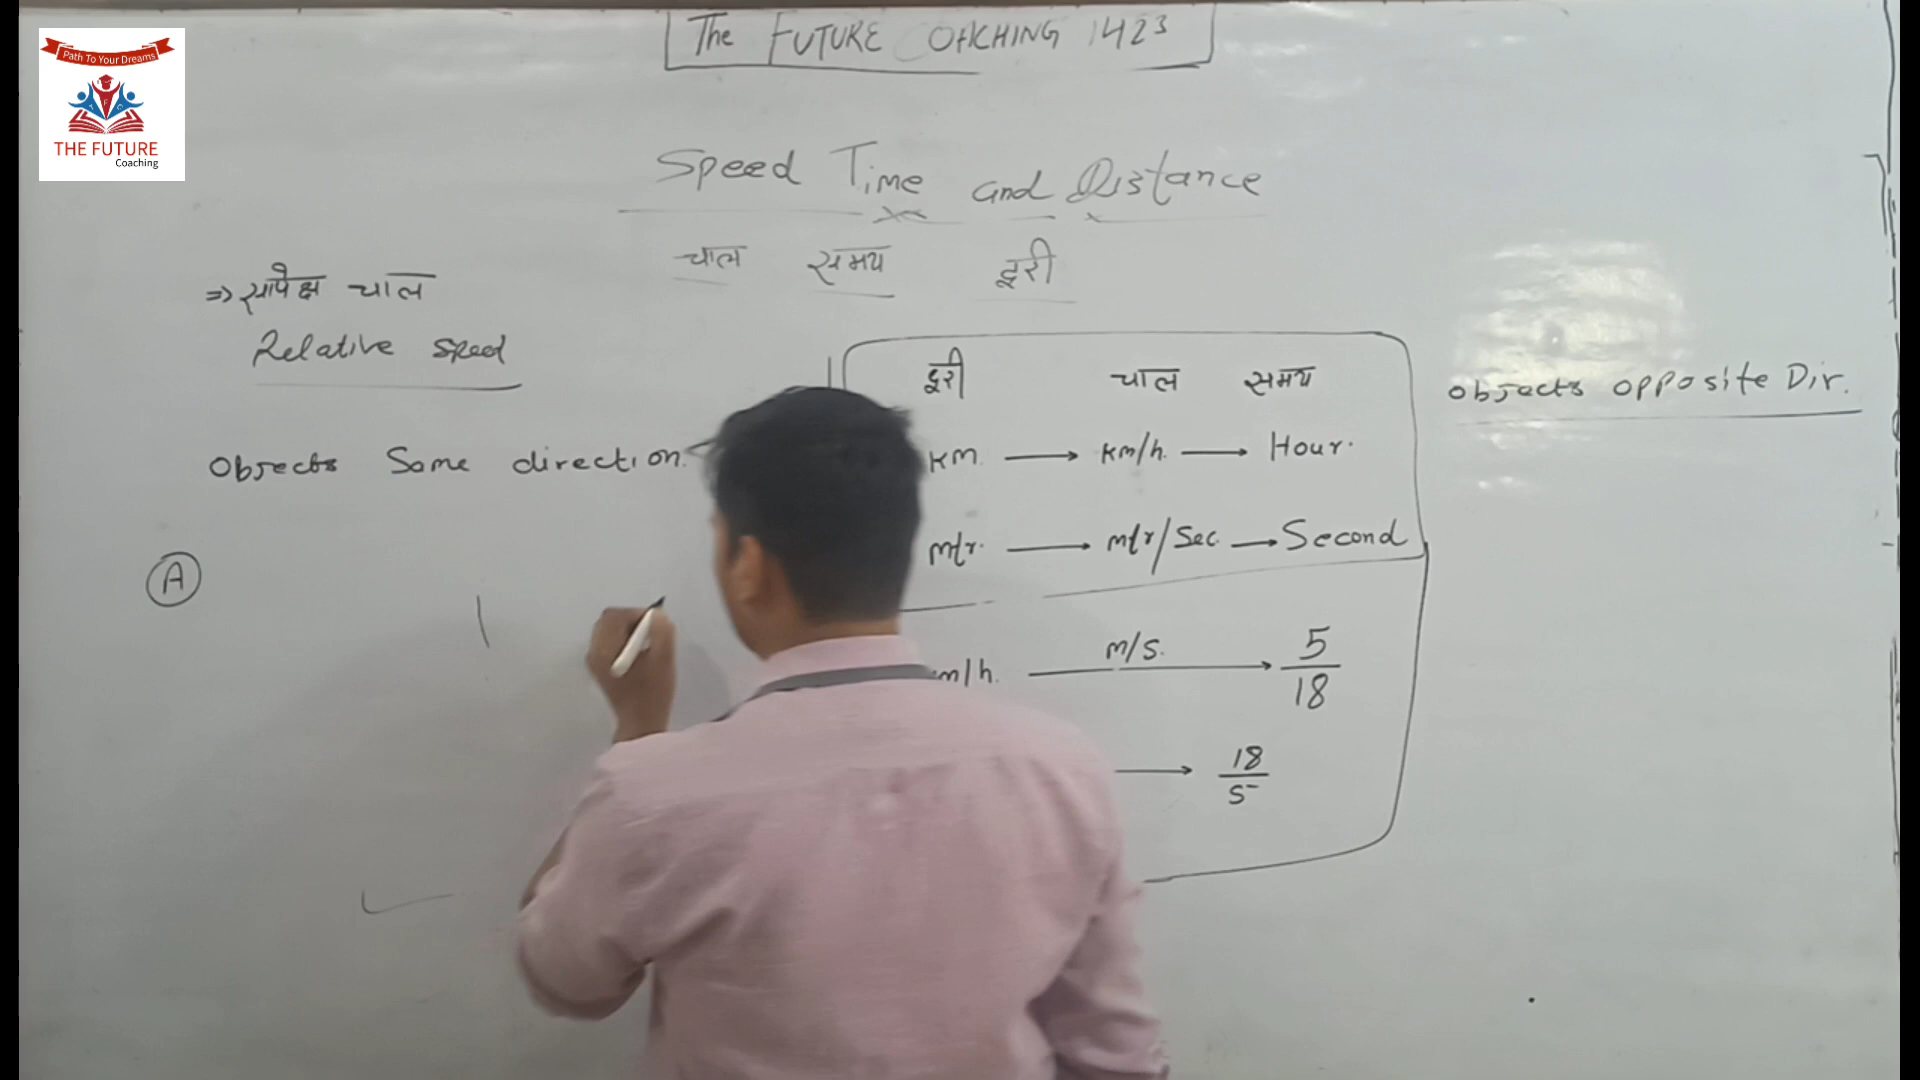 The FUTURE COACHING 1423
Path To Your Dreams
T F C
THE FUTURE
Coaching
Speed Time and Distance
चाल समय दूरी
⇒ सापेक्ष चाल
Relative Speed
Objects Same direction.
A
दूरी चाल समय
KM. → km/h. → Hour.
mtr. → mtr/Sec. → Second
m/h. → m/s. → 5/18
→ 18/5
Objects opposite Dir.